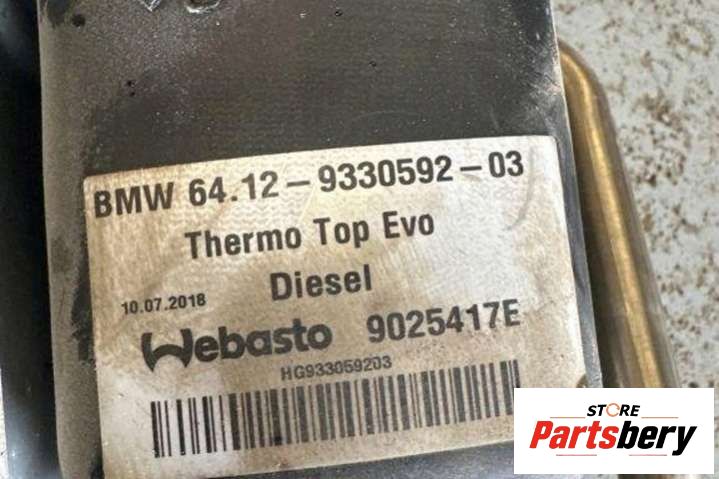 BMW 64.12-9330592-03
Thermo Top Evo
Diesel
10.07.2018
Webasto 9025417E
HG933059203
STORE
Partsbery